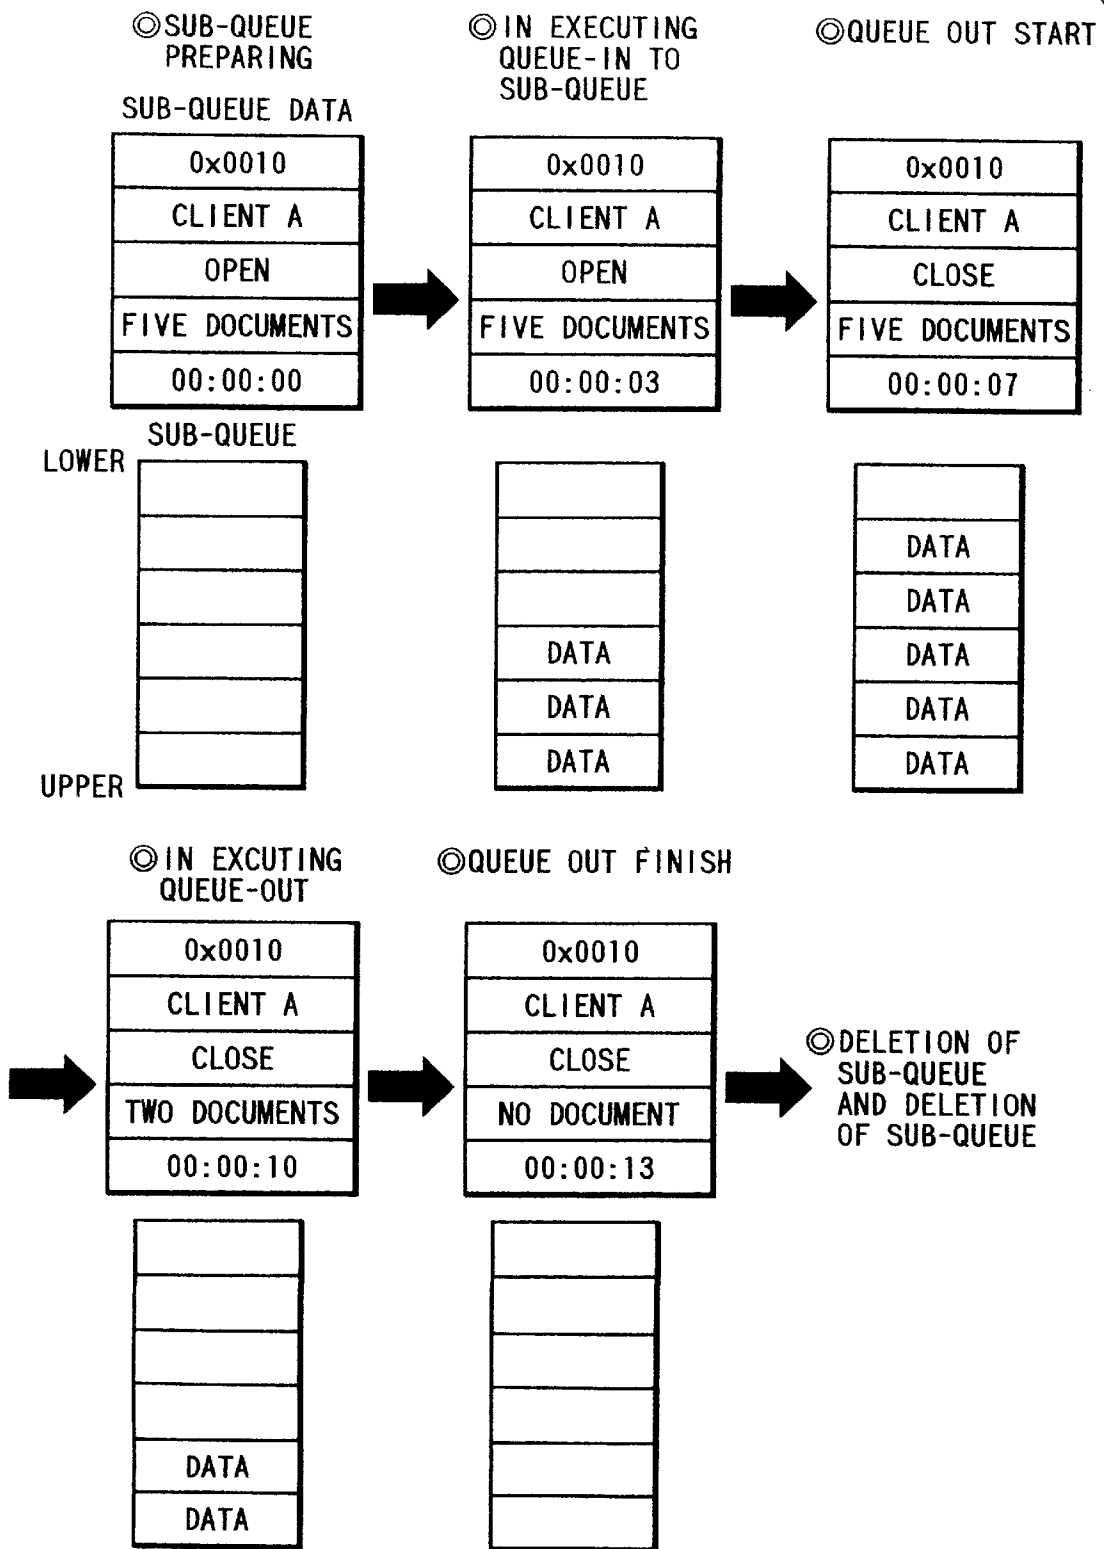 ◎SUB-QUEUE
PREPARING
SUB-QUEUE DATA
0x0010
CLIENT A
OPEN
FIVE DOCUMENTS
00:00:00
SUB-QUEUE
LOWER
UPPER
◎IN EXECUTING
QUEUE-IN TO
SUB-QUEUE
0x0010
CLIENT A
OPEN
FIVE DOCUMENTS
00:00:03
DATA
DATA
DATA
◎QUEUE OUT START
0x0010
CLIENT A
CLOSE
FIVE DOCUMENTS
00:00:07
DATA
DATA
DATA
DATA
DATA
◎IN EXCUTING
QUEUE-OUT
0x0010
CLIENT A
CLOSE
TWO DOCUMENTS
00:00:10
DATA
DATA
◎QUEUE OUT FINISH
0x0010
CLIENT A
CLOSE
NO DOCUMENT
00:00:13
◎DELETION OF
SUB-QUEUE
AND DELETION
OF SUB-QUEUE